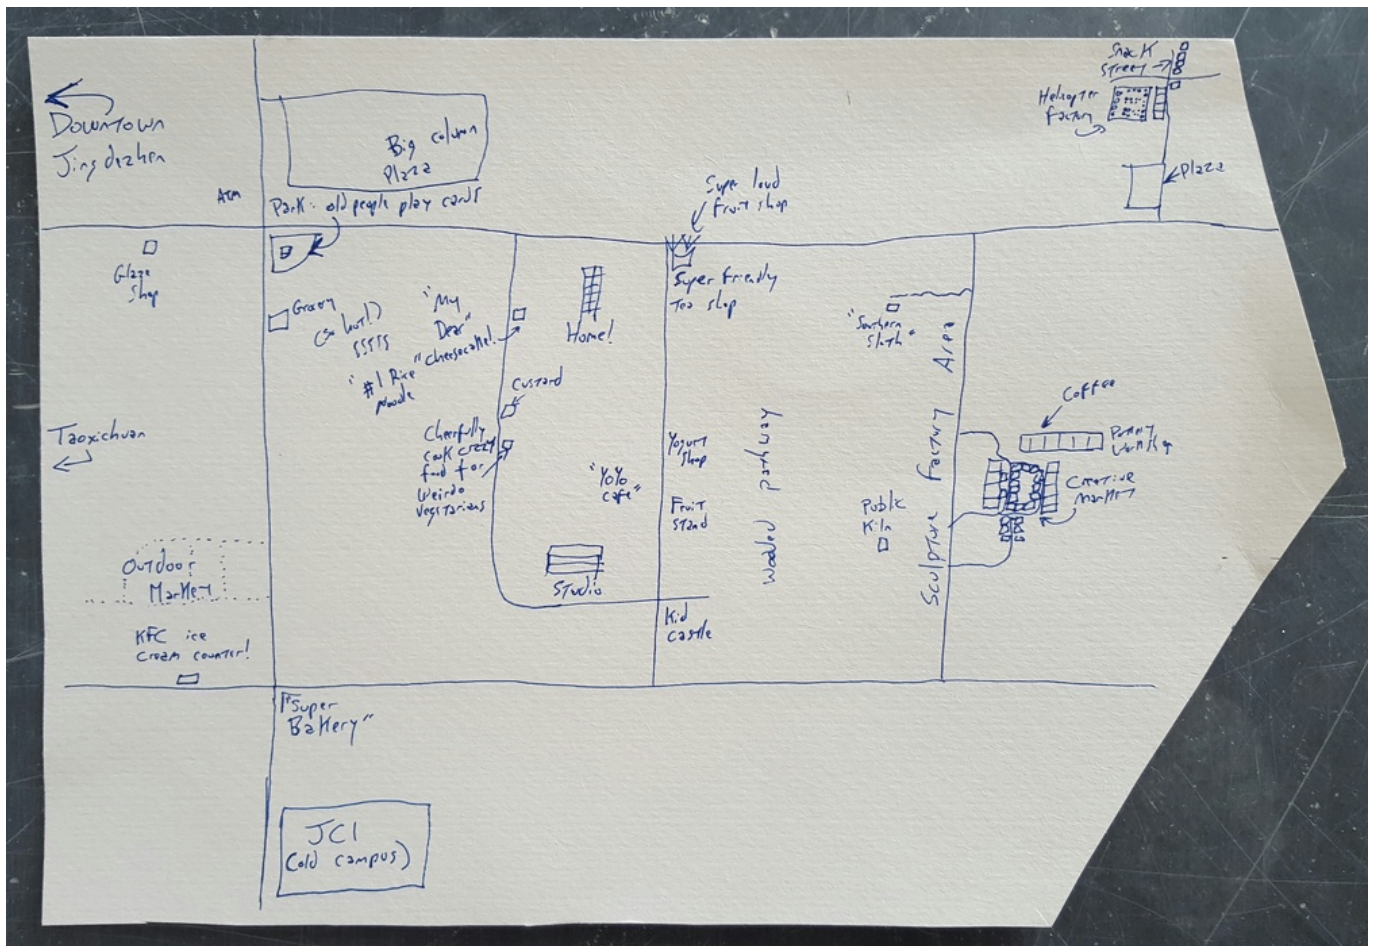 Downtown
Jingdezhen
ATM
Big column
Plaza
Park: old people play cards
Super loud
fruit shop
Snack
street
Helicopter
Factory
Plaza
Glaze
shop
Grocery
(so hot!)
SSSSS
"My
Dear"
Cheesecake!
"#1 Rice"
Noodle
Home!
Super friendly
Tea shop
"Southern
Sloth"
Custard
Cheerfully
cook crazy
food for
weirdo
vegetarians
"YoYo
cafe"
Yogurt
shop
Fruit
stand
Wooded parkway
Public
Kiln
Sculpture Factory Area
Coffee
Pottery
Workshop
Creative
Market
Taoxichuan
Outdoor
Market
KFC ice
cream counter!
Studio
Kid
Castle
"Super
Bakery"
JCI
(old campus)